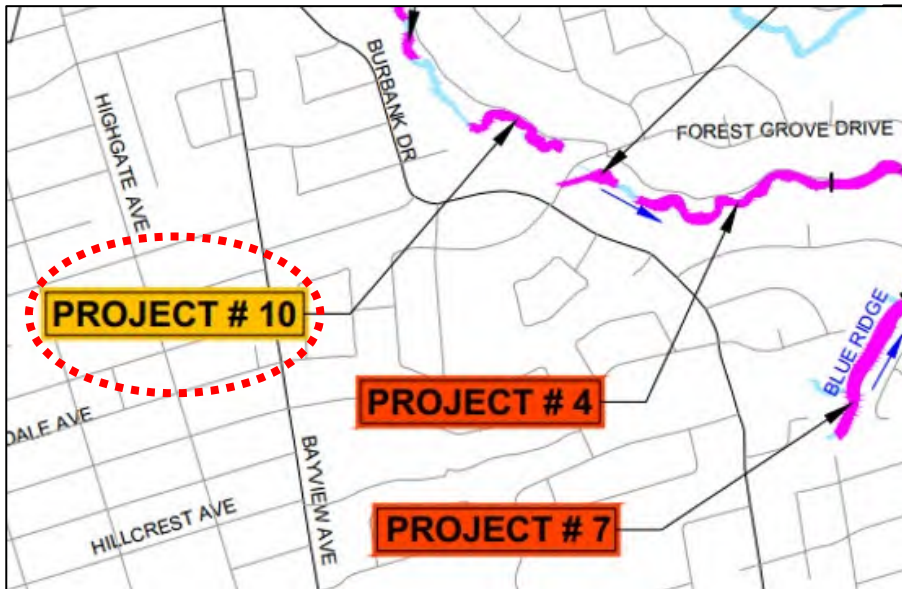 HIGHGATE AVE
BURBANK DR
FOREST GROVE DRIVE
PROJECT # 10
BLUE RIDGE
PROJECT # 4
DALE AVE
BAYVIEW AVE
HILLCREST AVE
PROJECT # 7